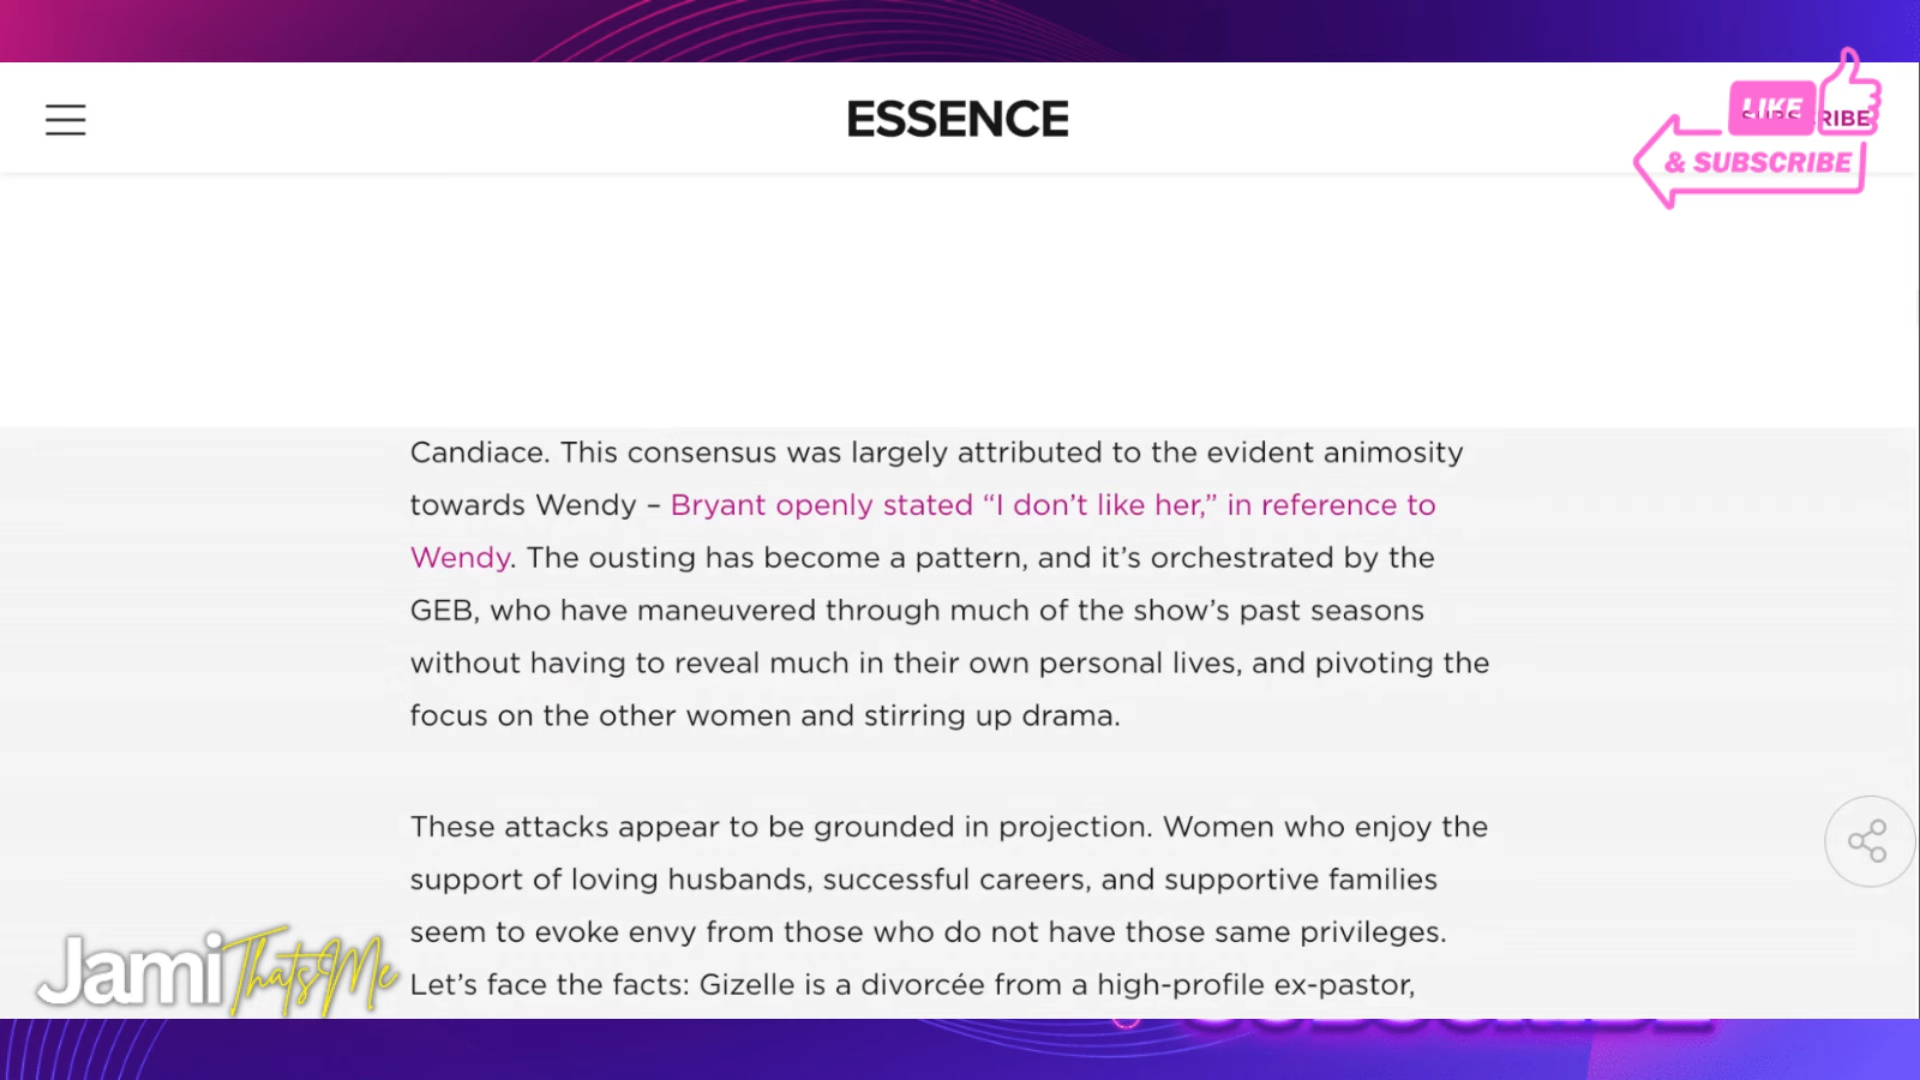 ESSENCE
LIKE
RIBE
& SUBSCRIBE
Candiace. This consensus was largely attributed to the evident animosity
towards Wendy – Bryant openly stated “I don’t like her,” in reference to
Wendy. The ousting has become a pattern, and it’s orchestrated by the
GEB, who have maneuvered through much of the show’s past seasons
without having to reveal much in their own personal lives, and pivoting the
focus on the other women and stirring up drama.
These attacks appear to be grounded in projection. Women who enjoy the
support of loving husbands, successful careers, and supportive families
seem to evoke envy from those who do not have those same privileges.
Let’s face the facts: Gizelle is a divorcée from a high-profile ex-pastor,
Jami ThatsMe